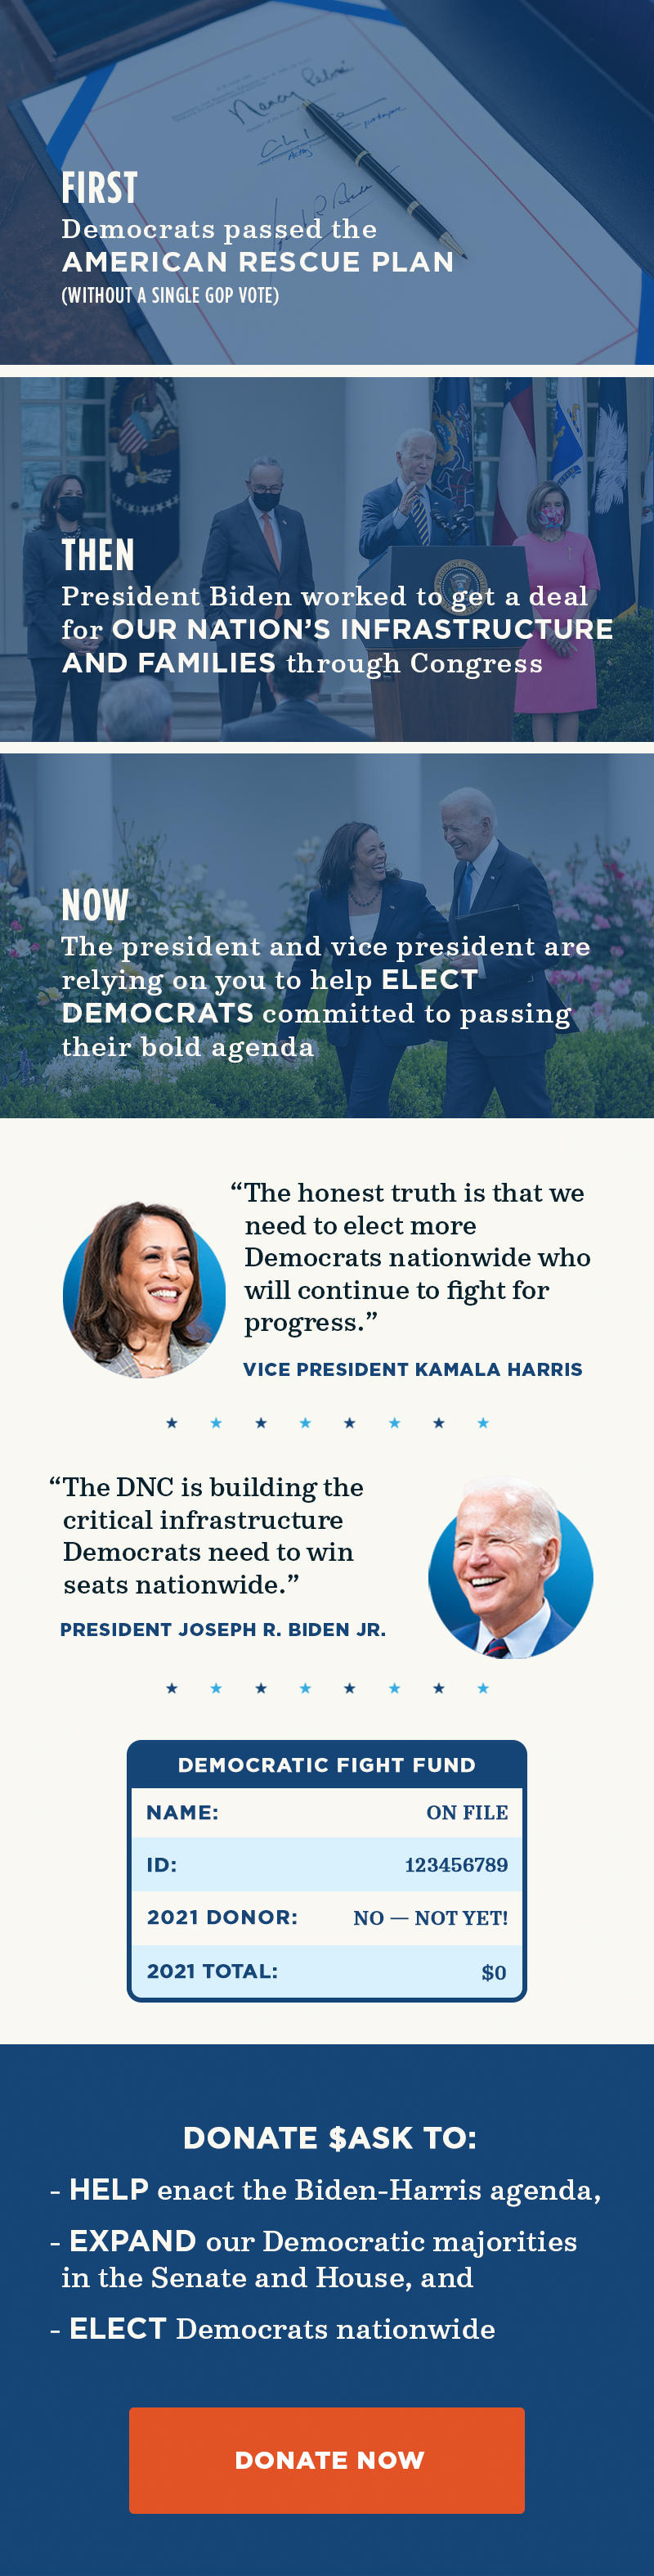 Nancy Pelosi
FIRST
Democrats passed the
AMERICAN RESCUE PLAN
(WITHOUT A SINGLE GOP VOTE)
THEN
President Biden worked to get a deal
for OUR NATION’S INFRASTRUCTURE
AND FAMILIES through Congress
NOW
The president and vice president are
relying on you to help ELECT
DEMOCRATS committed to passing
their bold agenda
“The honest truth is that we
need to elect more
Democrats nationwide who
will continue to fight for
progress.”
VICE PRESIDENT KAMALA HARRIS
“The DNC is building the
critical infrastructure
Democrats need to win
seats nationwide.”
PRESIDENT JOSEPH R. BIDEN JR.
DEMOCRATIC FIGHT FUND
NAME: ON FILE
ID: 123456789
2021 DONOR: NO — NOT YET!
2021 TOTAL: $0
DONATE $ASK TO:
- HELP enact the Biden-Harris agenda,
- EXPAND our Democratic majorities
in the Senate and House, and
- ELECT Democrats nationwide
DONATE NOW